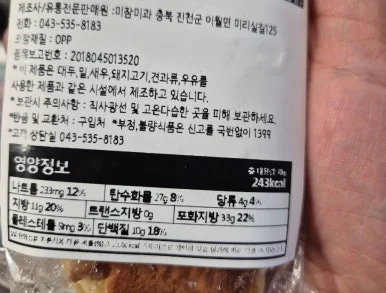 제조사/유통전문판매원 :미잠미과 충북 진천군 이월면 미리실길125
전화 : 043-535-8183
포장재질 : OPP
품목보고번호 : 2018045013520
* 이 제품은 대두,밀,새우,돼지고기,견과류,우유를
사용한 제품과 같은 시설에서 제조하고 있습니다.
*보관시 주의사항 : 직사광선 및 고온다습한 곳을 피해 보관하세요.
*반품 및 교환처 : 구입처 *부정,불량식품은 신고를 국번없이 1399
*고객 상담실 043-535-8183
영양정보
총 내용량
243kcal
나트륨 233mg 12% 탄수화물 27g 8% 당류 4g 4%
지방 11g 20% 트랜스지방 0g 포화지방 3.3g 22%
콜레스테롤 9mg 3% 단백질 10g 18%